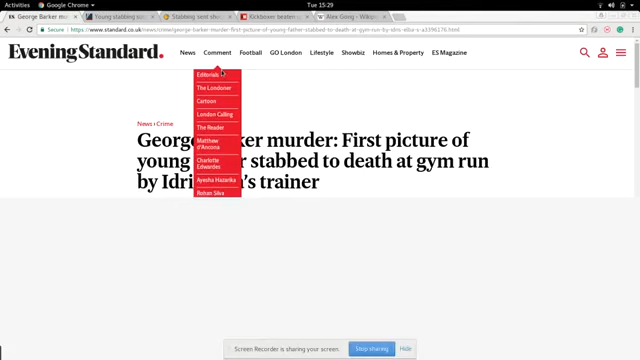 Activities Google Chrome Tue 15:29
George Barker m
Young stabbing
Stabbing
Kickboxer beaten
Alex Gong - Wikip
Secure https://www.standard.co.uk/news/crime/george-barker-murder-first-picture-of-young-father-stabbed-to-death-at-gym-run-by-idris-elba-s-a3396176.html
Evening Standard.
News Comment Football GO London Lifestyle Showbiz Homes & Property ES Magazine
Editorials
The Londoner
Cartoon
London Calling
The Reader
Matthew
d'Ancona
Charlotte
Edwardes
Ayesha Hazarika
Rohan Silva
News › Crime
George Barker murder: First picture of
young stabbed to death at gym run
by Idri 's trainer
Screen Recorder is sharing your screen. Stop sharing Hide